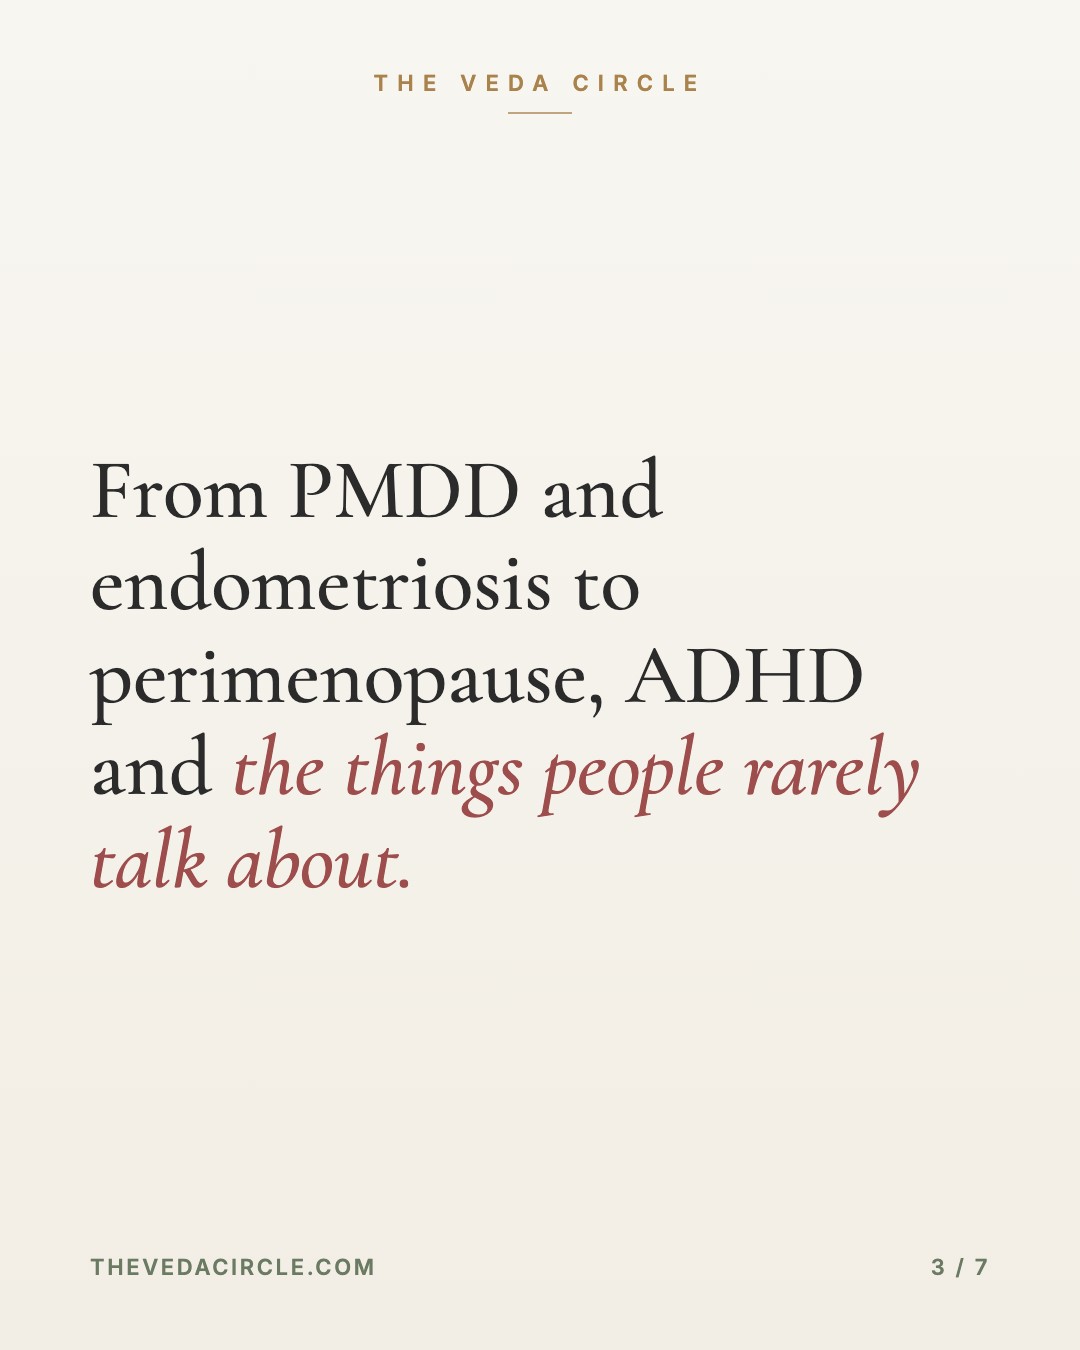 THE VEDA CIRCLE
From PMDD and
endometriosis to
perimenopause, ADHD
and the things people rarely
talk about.
THEVEDACIRCLE.COM
3 / 7